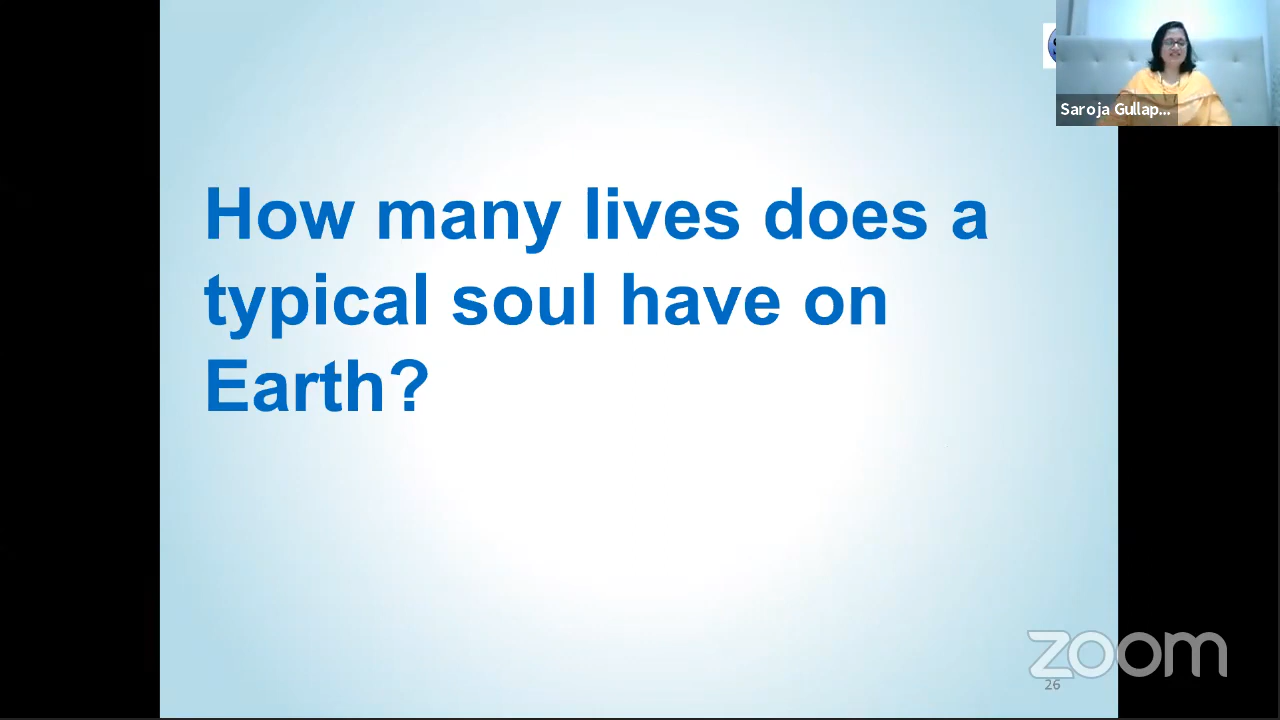 Saroja Gullap...
How many lives does a
typical soul have on
Earth?
zoom
26